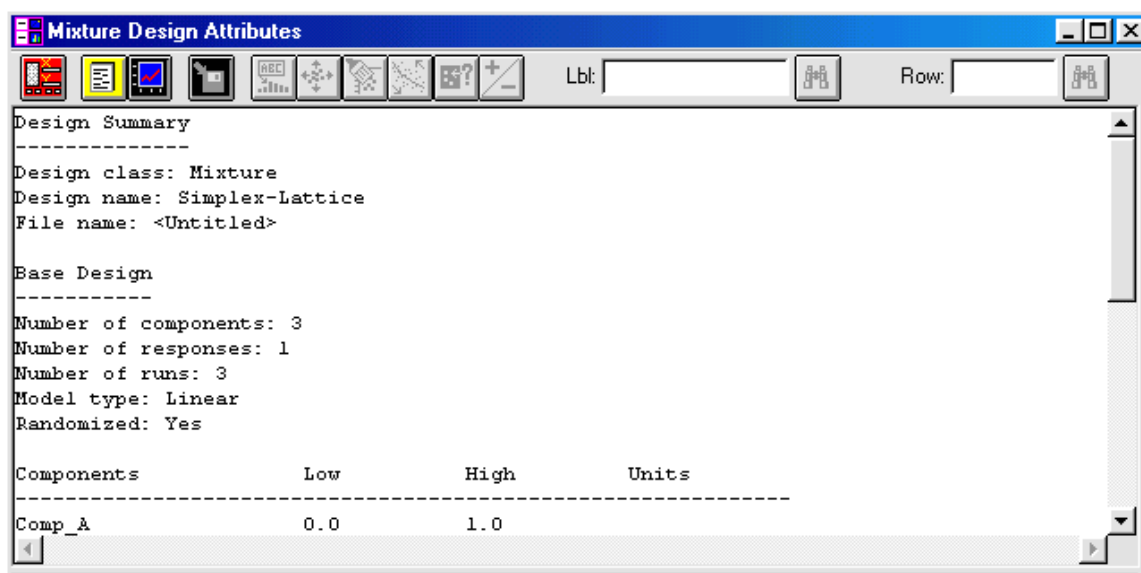 Mixture Design Attributes
Lbl: Row:
Design Summary
--------------
Design class: Mixture
Design name: Simplex-Lattice
File name: <Untitled>
Base Design
-----------
Number of components: 3
Number of responses: 1
Number of runs: 3
Model type: Linear
Randomized: Yes
Components Low High Units
--------------------------------------------------------------
Comp_A 0.0 1.0